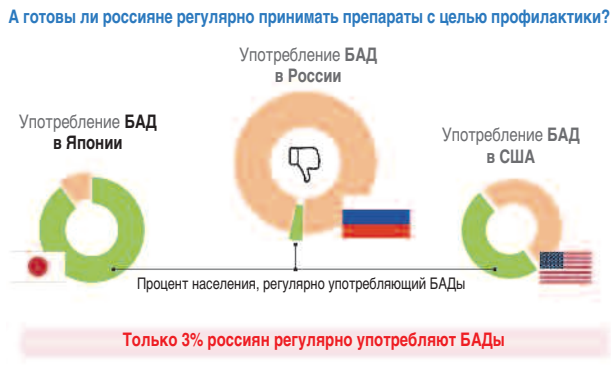 А готовы ли россияне регулярно принимать препараты с целью профилактики?
Употребление БАД
в России
Употребление БАД
в Японии
Употребление БАД
в США
Процент населения, регулярно употребляющий БАДы
Только 3% россиян регулярно употребляют БАДы